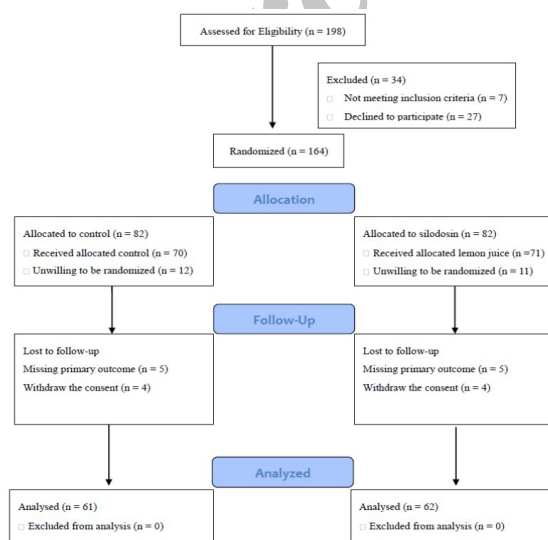 Assessed for Eligibility (n = 198)
Excluded (n = 34)
□ Not meeting inclusion criteria (n = 7)
□ Declined to participate (n = 27)
Randomized (n = 164)
Allocation
Allocated to control (n = 82)
□ Received allocated control (n = 70)
□ Unwilling to be randomized (n = 12)
Allocated to silodosin (n = 82)
□ Received allocated lemon juice (n =71)
□ Unwilling to be randomized (n = 11)
Follow-Up
Lost to follow-up
Missing primary outcome (n = 5)
Withdraw the consent (n = 4)
Lost to follow-up
Missing primary outcome (n = 5)
Withdraw the consent (n = 4)
Analyzed
Analysed (n = 61)
□ Excluded from analysis (n = 0)
Analysed (n = 62)
□ Excluded from analysis (n = 0)